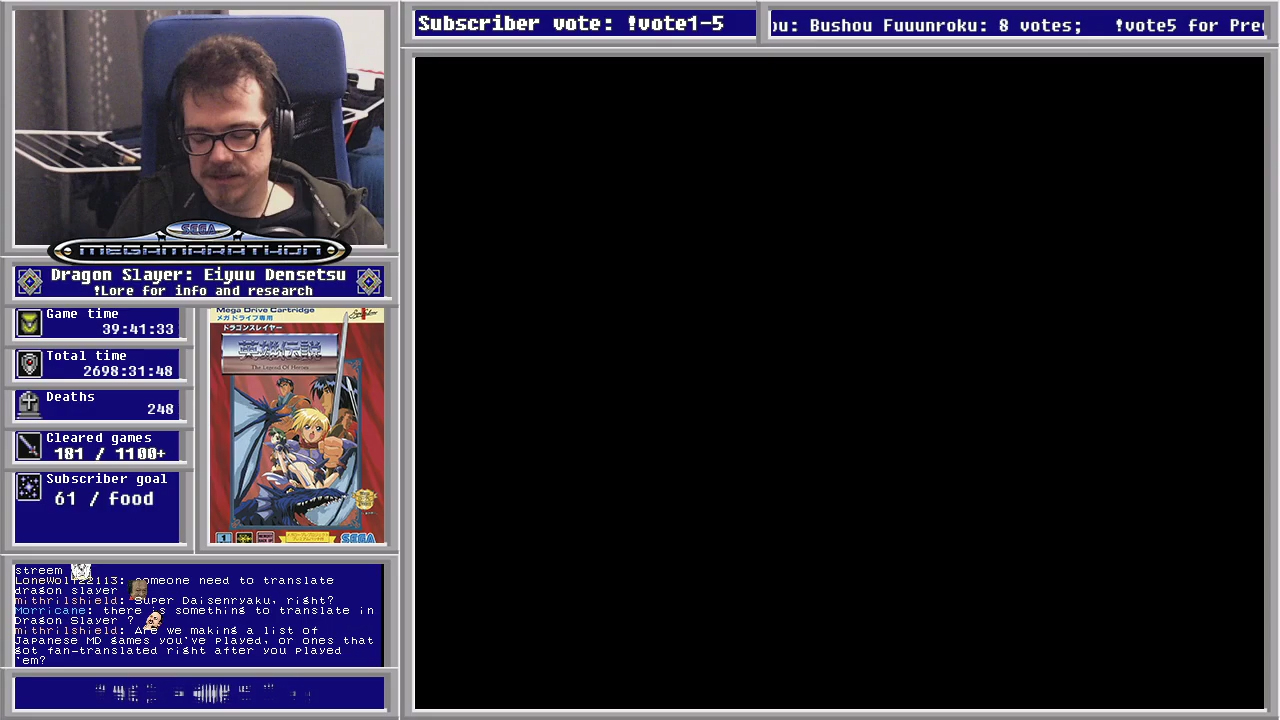 Subscriber vote: !vote1-5
ou: Bushou Fuuunroku: 8 votes;   !vote5 for Pre
SEGA
MEGAMARATHON
Dragon Slayer: Eiyuu Densetsu
!Lore for info and research
Game time
39:41:33
Total time
2698:31:48
Deaths
248
Cleared games
181 / 1100+
Subscriber goal
61 / food
Mega Drive Cartridge
メガドライブ専用
ドラゴンスレイヤー
英雄伝説
The Legend Of Heroes
1
SEGA
streem
LoneWolf22113: someone need to translate
dragon slayer
mithrilshield: Super Daisenryaku, right?
Morricane: there is something to translate in
Dragon Slayer ?
mithrilshield: Are we making a list of
Japanese MD games you've played, or ones that
got fan-translated right after you played
'em?